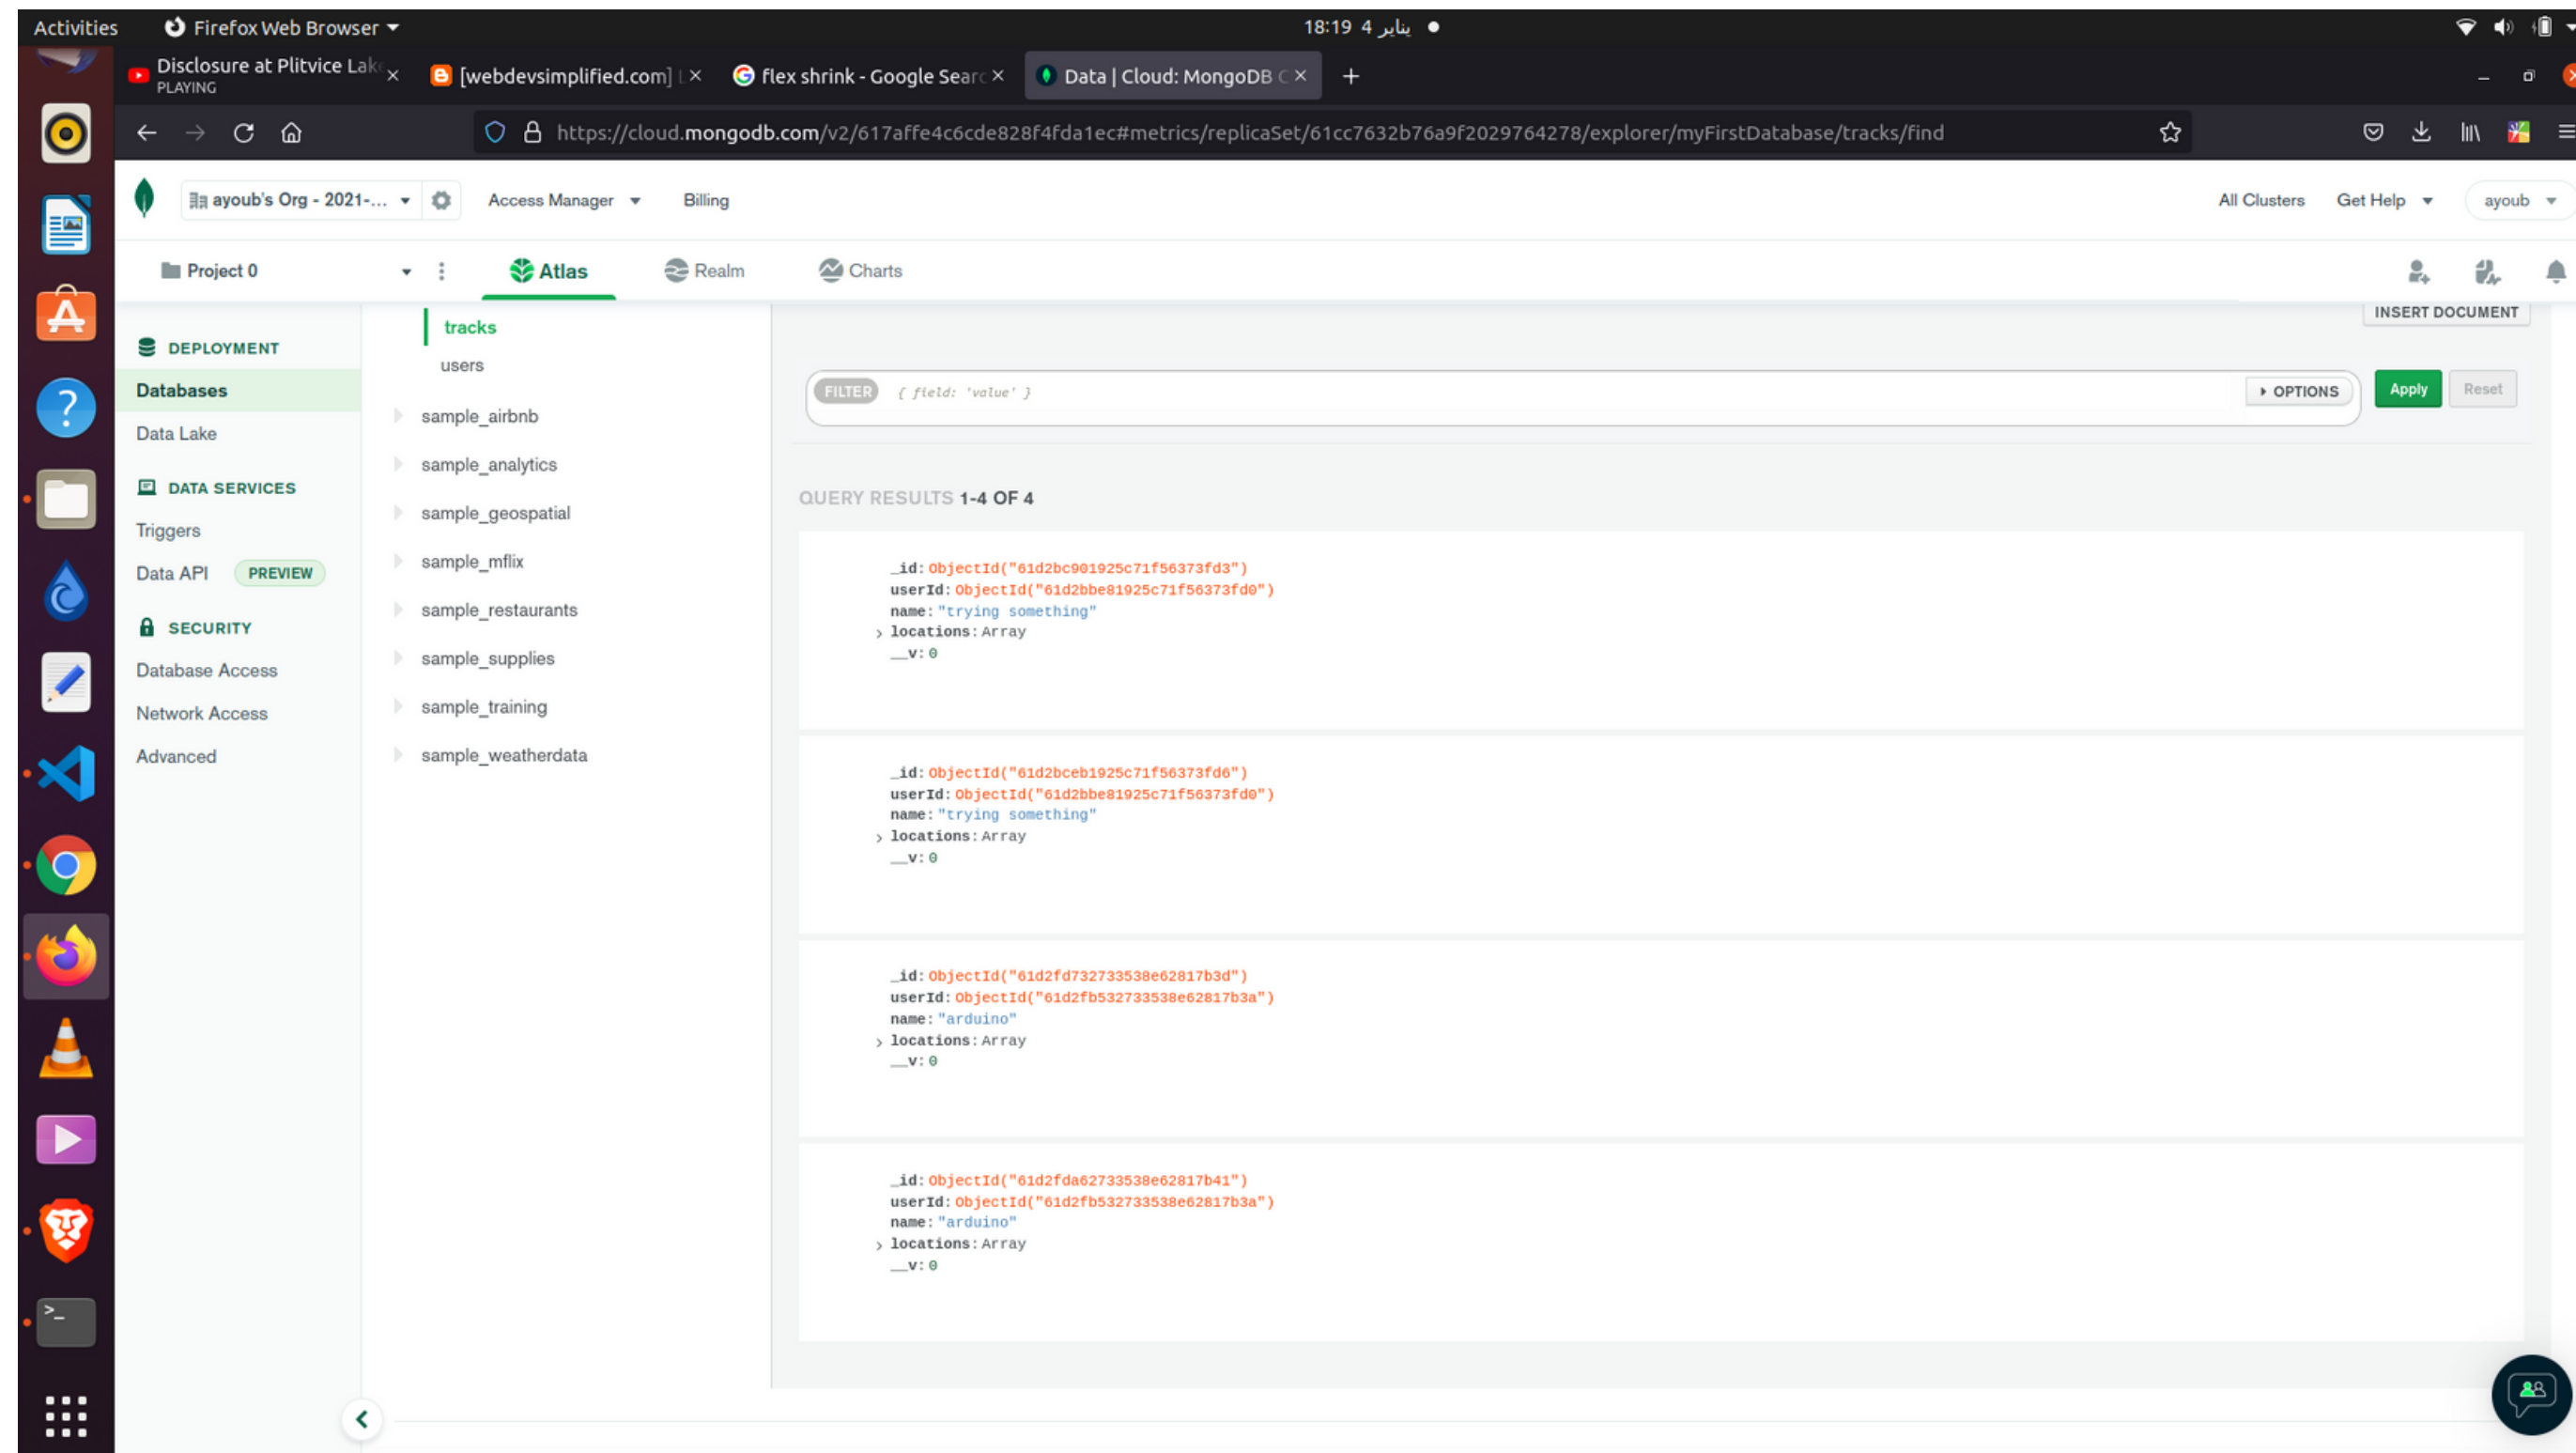 Activities Firefox Web Browser 18:19 4 يناير
Disclosure at Plitvice Lake
PLAYING
[webdevsimplified.com] L
flex shrink - Google Searc
Data | Cloud: MongoDB C
https://cloud.mongodb.com/v2/617affe4c6cde828f4fda1ec#metrics/replicaSet/61cc7632b76a9f2029764278/explorer/myFirstDatabase/tracks/find
ayoub's Org - 2021-... Access Manager Billing All Clusters Get Help ayoub
Project 0 Atlas Realm Charts
DEPLOYMENT
Databases
Data Lake
DATA SERVICES
Triggers
Data API PREVIEW
SECURITY
Database Access
Network Access
Advanced
tracks
users
sample_airbnb
sample_analytics
sample_geospatial
sample_mflix
sample_restaurants
sample_supplies
sample_training
sample_weatherdata
INSERT DOCUMENT
FILTER { field: 'value' } OPTIONS Apply Reset
QUERY RESULTS 1-4 OF 4
_id: ObjectId("61d2bc901925c71f56373fd3")
userId: ObjectId("61d2bbe81925c71f56373fd0")
name: "trying something"
> locations: Array
__v: 0
_id: ObjectId("61d2bceb1925c71f56373fd6")
userId: ObjectId("61d2bbe81925c71f56373fd0")
name: "trying something"
> locations: Array
__v: 0
_id: ObjectId("61d2fd732733538e62817b3d")
userId: ObjectId("61d2fb532733538e62817b3a")
name: "arduino"
> locations: Array
__v: 0
_id: ObjectId("61d2fda62733538e62817b41")
userId: ObjectId("61d2fb532733538e62817b3a")
name: "arduino"
> locations: Array
__v: 0